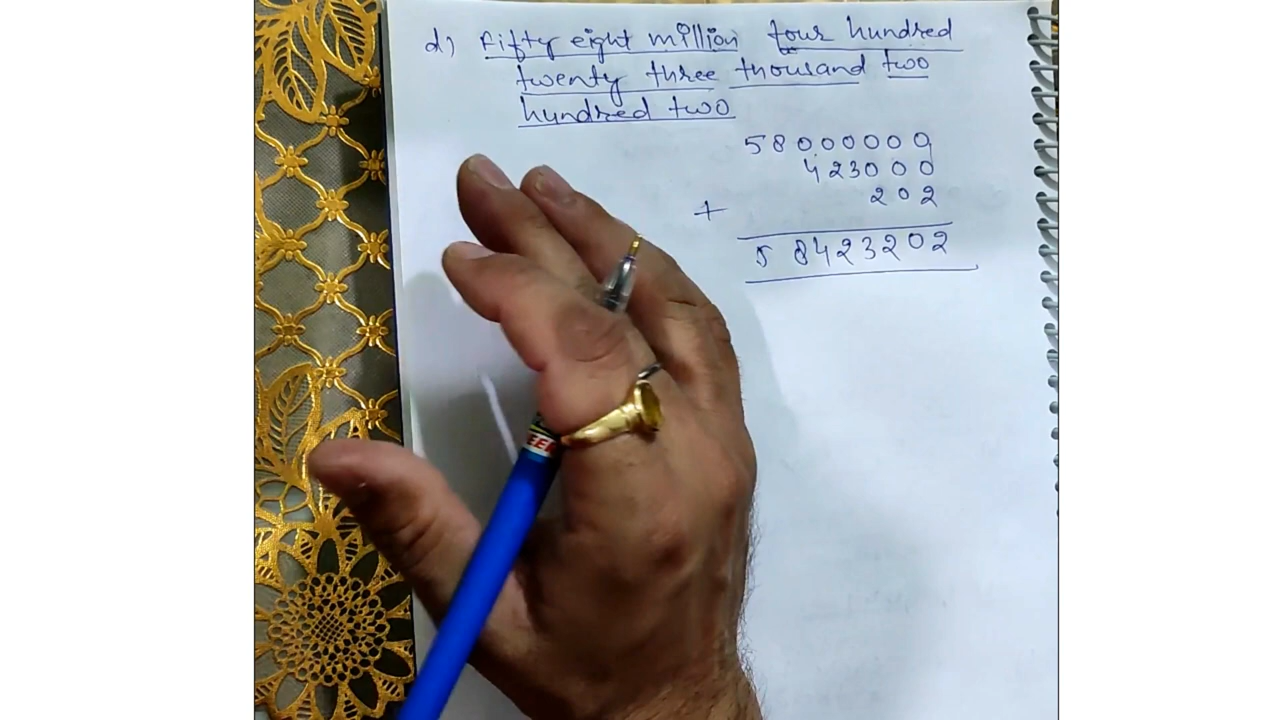 d) Fifty eight million four hundred
twenty three thousand two
hundred two
58000000
423000
202
+
58423202